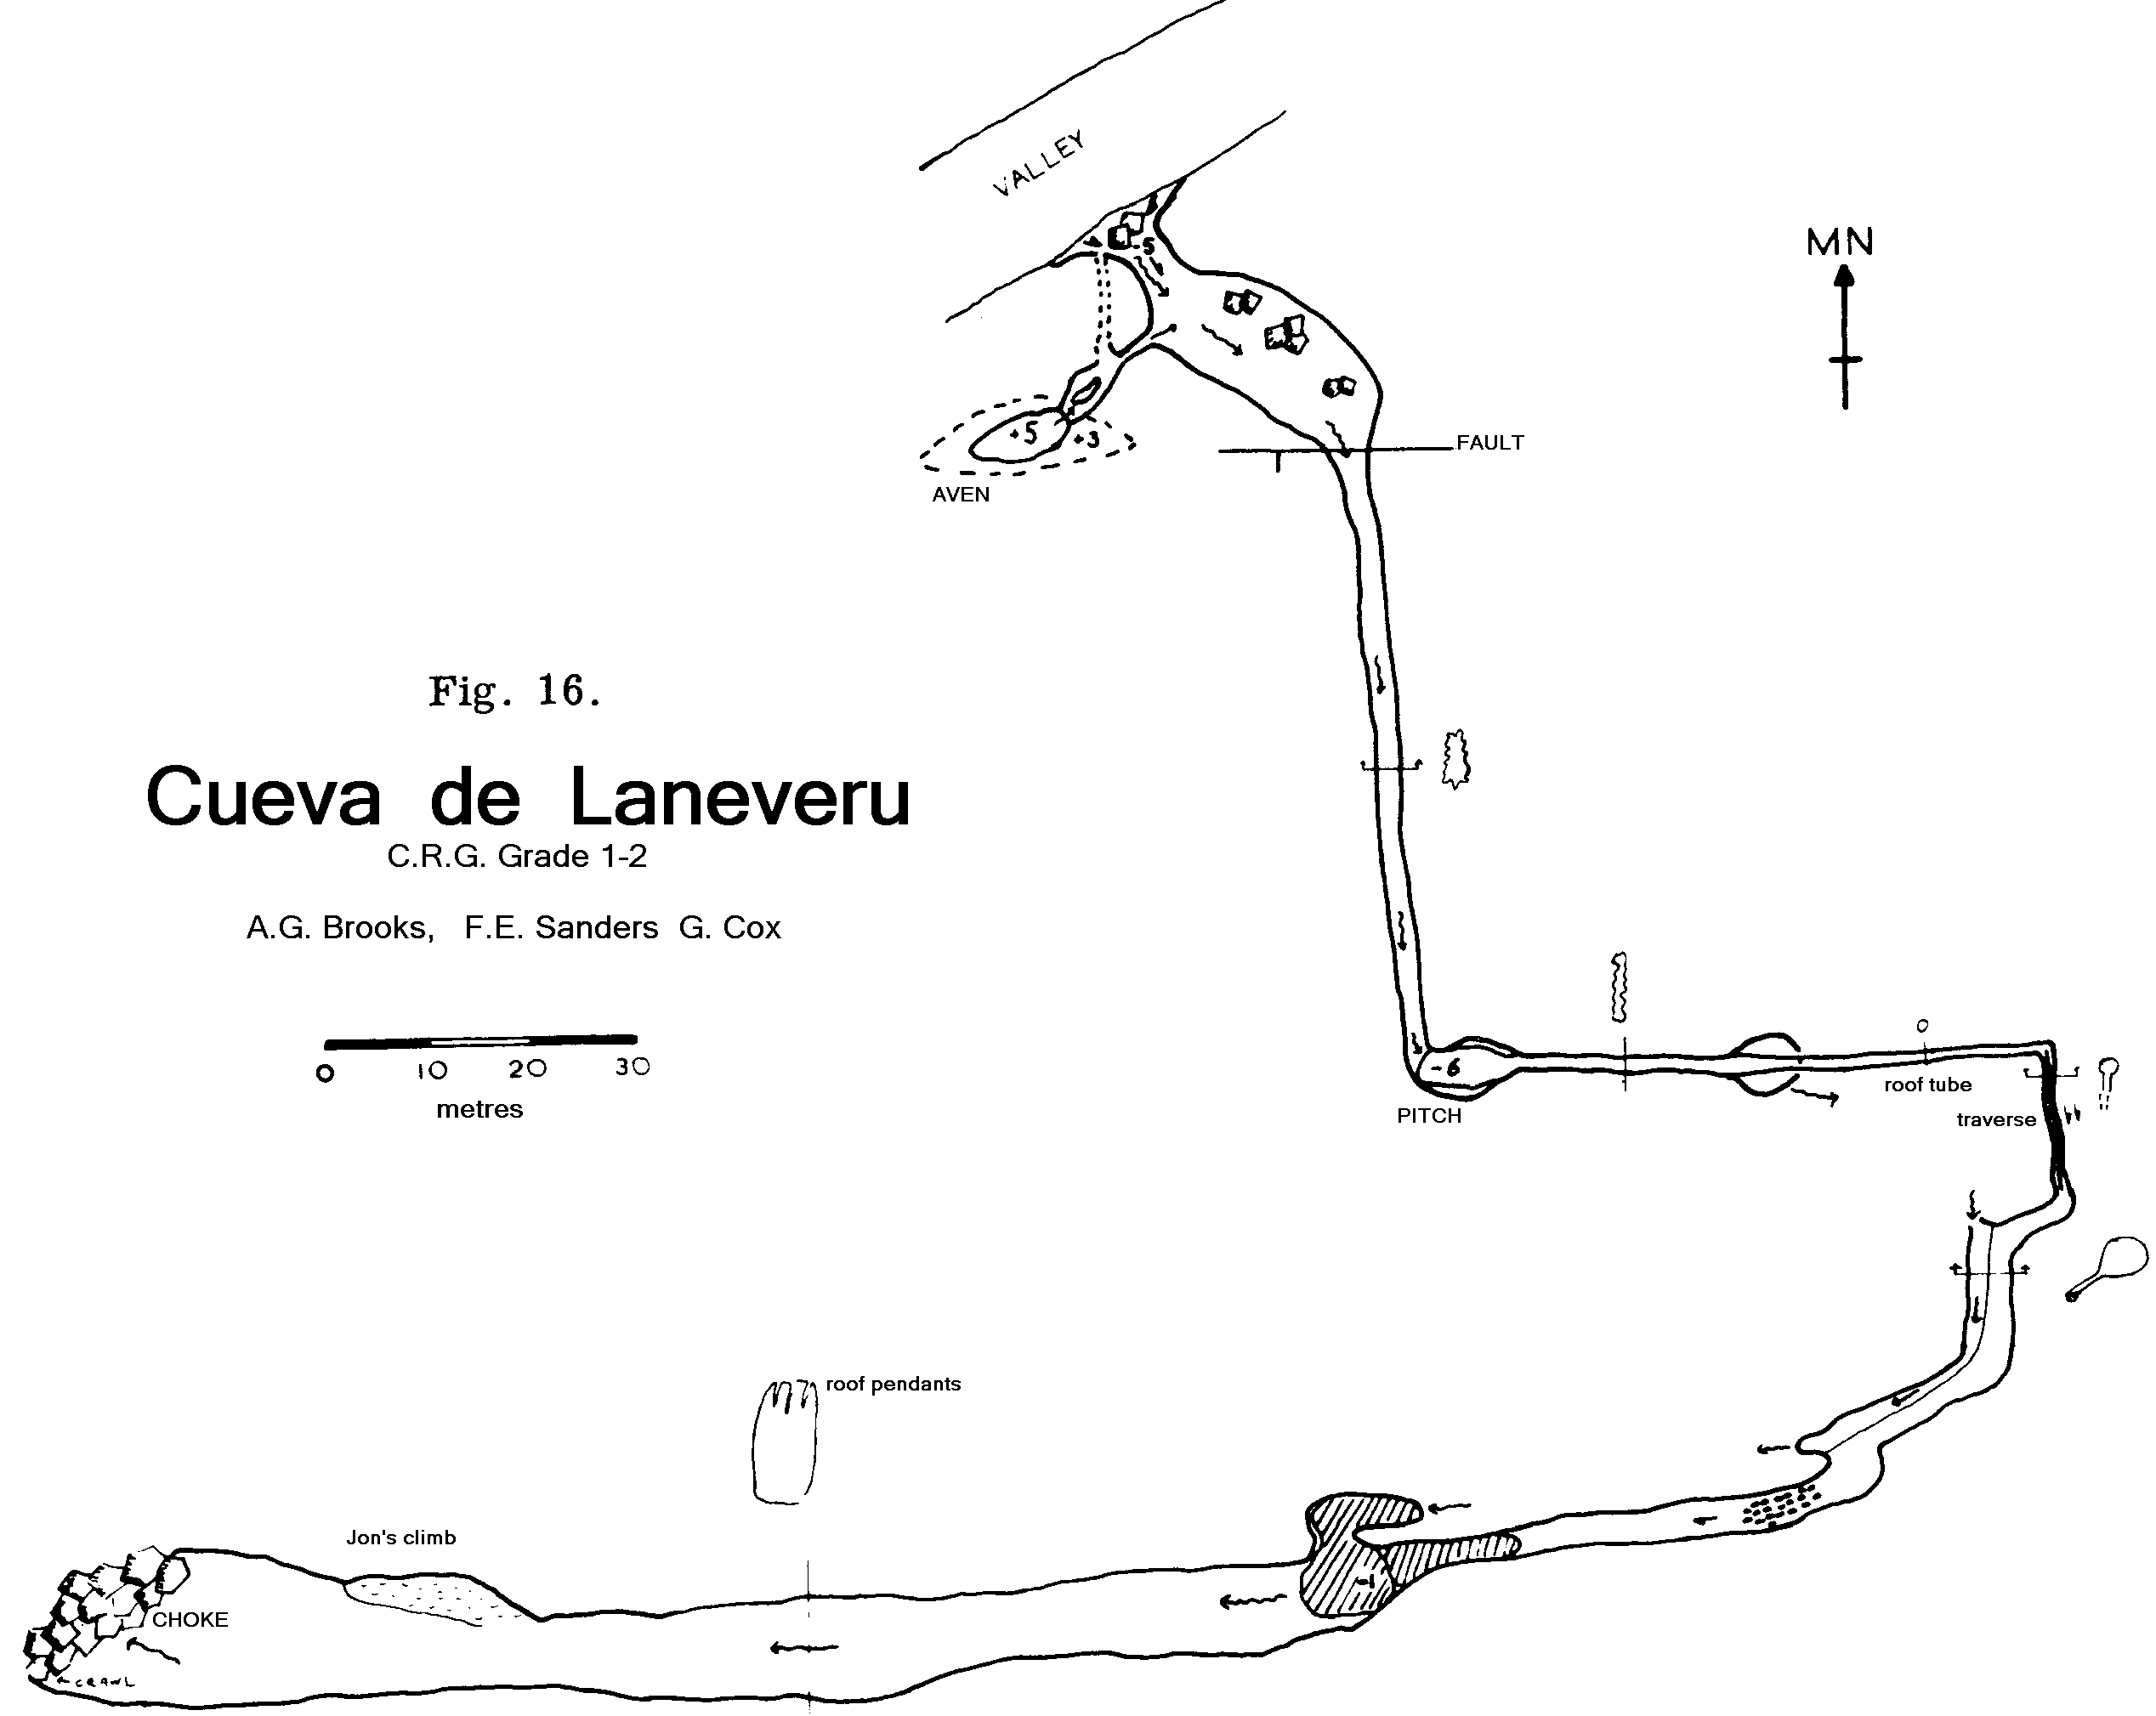 VALLEY
-5
MN
+5
+3
FAULT
AVEN
Fig. 16.
Cueva de Laneveru
C.R.G. Grade 1-2
A.G. Brooks, F.E. Sanders G. Cox
0 10 20 30
metres
-6
PITCH
roof tube
traverse
roof pendants
Jon's climb
-1
CHOKE
CRAWL